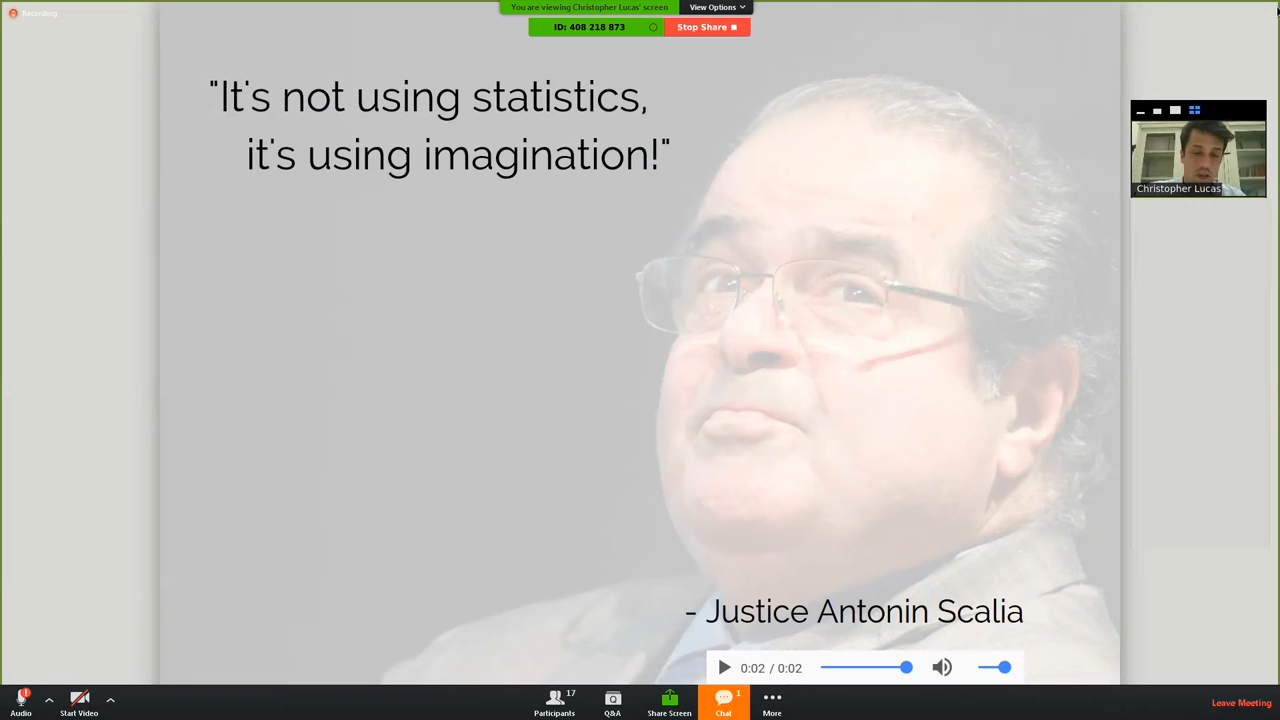 Recording
You are viewing Christopher Lucas' screen
View Options
ID: 408 218 873
Stop Share
"It's not using statistics,
it's using imagination!"
Christopher Lucas
- Justice Antonin Scalia
0:02 / 0:02
Audio
Start Video
17
Participants
Q&A
Share Screen
1
Chat
More
Leave Meeting